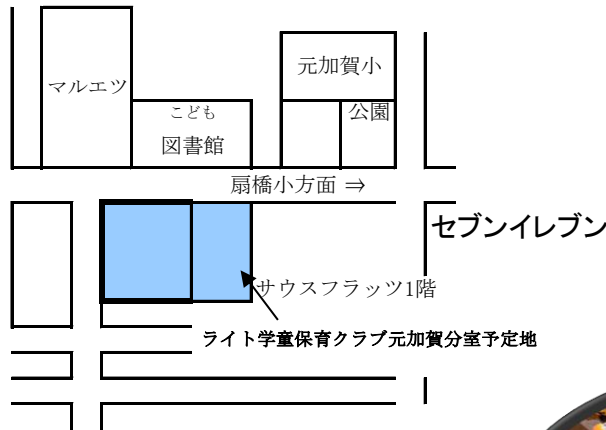 元加賀小
マルエツ
こども
公園
図書館
扇橋小方面 ⇒
セブンイレブン
サウスフラッツ1階
ライト学童保育クラブ元加賀分室予定地